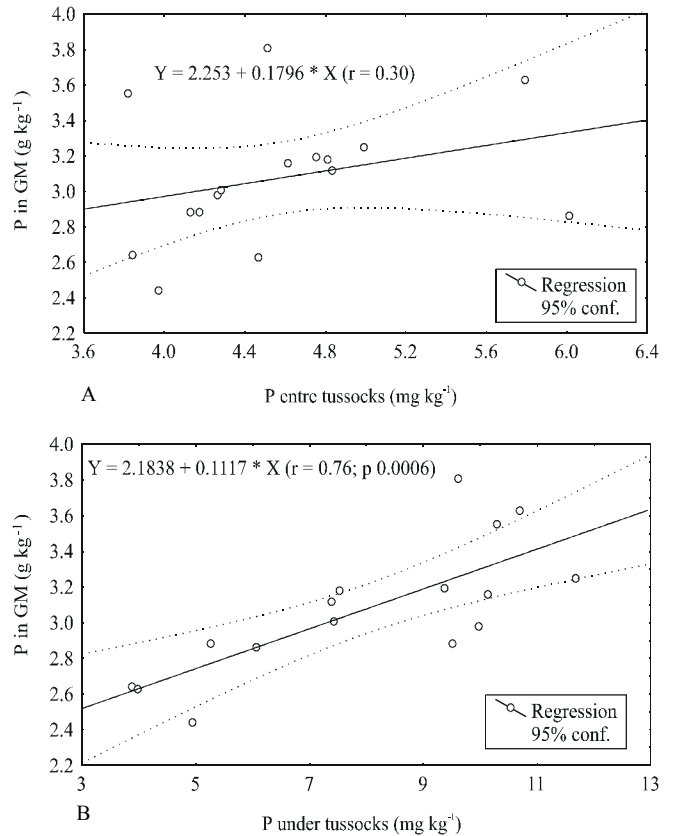 4.0
Y = 2.253 + 0.1796 * X (r = 0.30)
3.8
3.6
3.4
3.2
3.0
2.8
2.6
2.4
2.2
P in GM (g kg-1)
Regression
95% conf.
3.6 4.0 4.4 4.8 5.2 5.6 6.0 6.4
A
P entre tussocks (mg kg-1)
4.0
Y = 2.1838 + 0.1117 * X (r = 0.76; p 0.0006)
3.8
3.6
3.4
3.2
3.0
2.8
2.6
2.4
2.2
P in GM (g kg-1)
Regression
95% conf.
3 5 7 9 11 13
B
P under tussocks (mg kg-1)